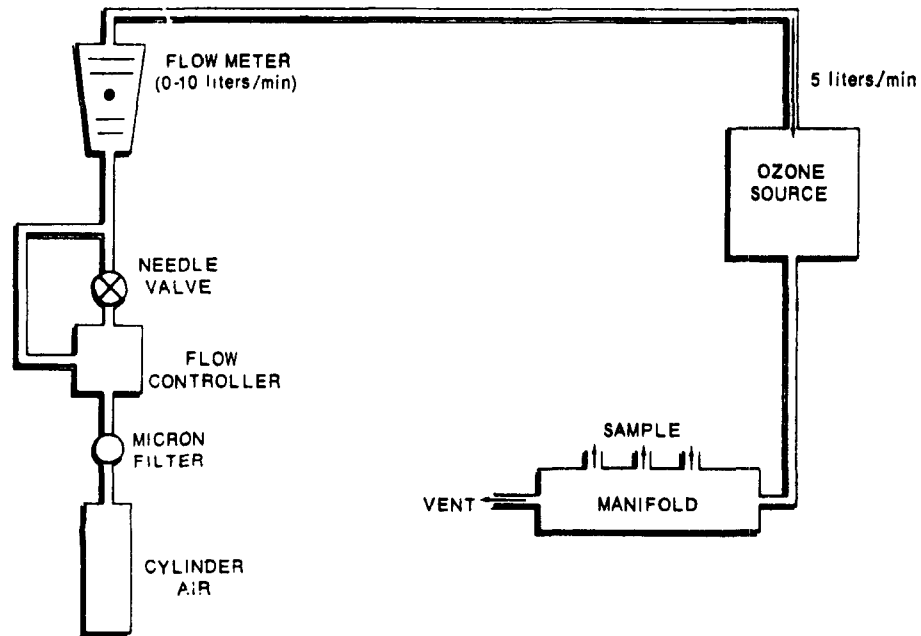 FLOW METER
(0-10 liters/min)
5 liters/min
OZONE
SOURCE
NEEDLE
VALVE
FLOW
CONTROLLER
MICRON
FILTER
SAMPLE
VENT
MANIFOLD
CYLINDER
AIR